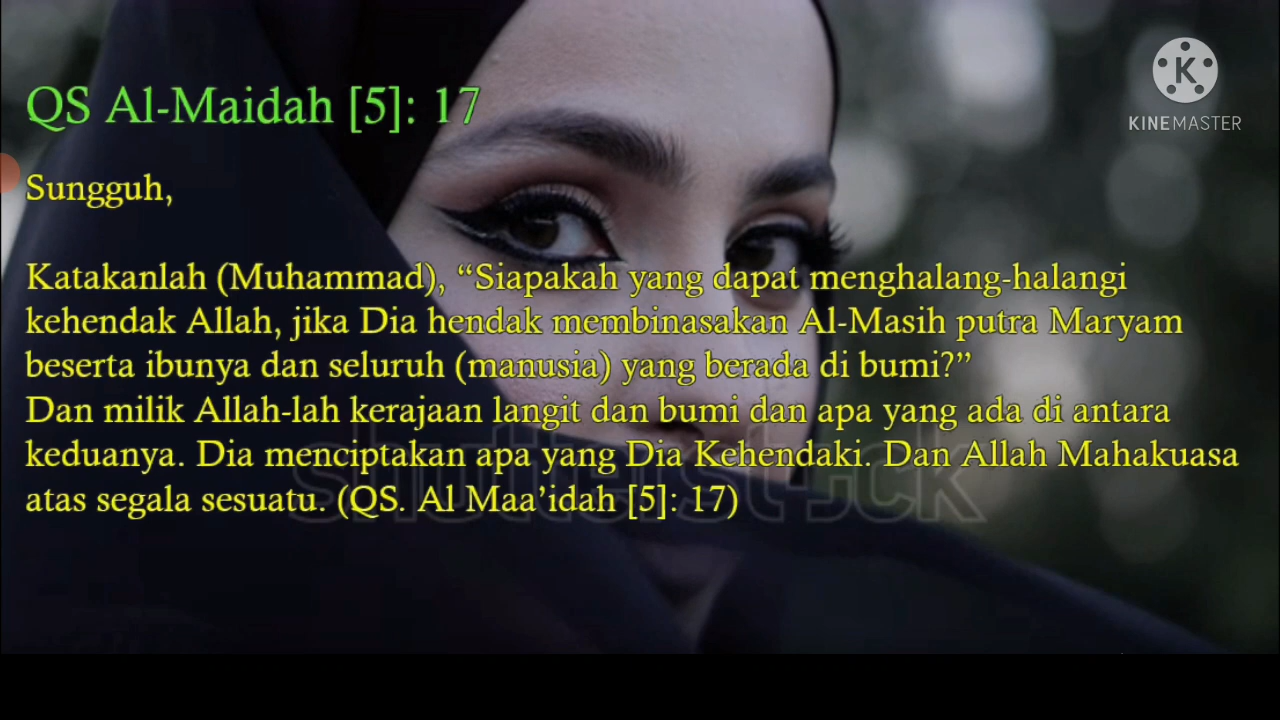 QS Al-Maidah [5]: 17
KINEMASTER
Sungguh,
Katakanlah (Muhammad), “Siapakah yang dapat menghalang-halangi
kehendak Allah, jika Dia hendak membinasakan Al-Masih putra Maryam
beserta ibunya dan seluruh (manusia) yang berada di bumi?”
Dan milik Allah-lah kerajaan langit dan bumi dan apa yang ada di antara
keduanya. Dia menciptakan apa yang Dia Kehendaki. Dan Allah Mahakuasa
atas segala sesuatu. (QS. Al Maa’idah [5]: 17)
shutterstock